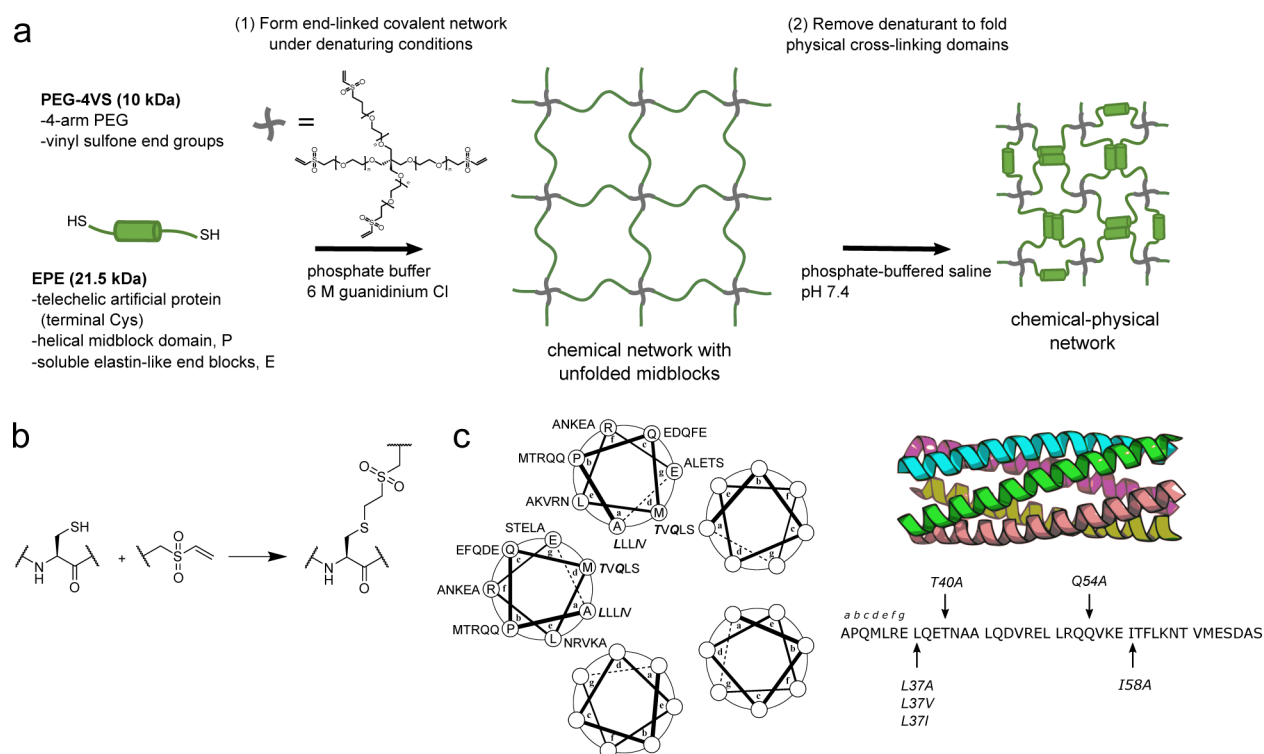 a
(1) Form end-linked covalent network
under denaturing conditions
(2) Remove denaturant to fold
physical cross-linking domains
PEG-4VS (10 kDa)
-4-arm PEG
-vinyl sulfone end groups
=
HS
SH
EPE (21.5 kDa)
-telechelic artificial protein
(terminal Cys)
-helical midblock domain, P
-soluble elastin-like end blocks, E
phosphate buffer
6 M guanidinium Cl
chemical network with
unfolded midblocks
phosphate-buffered saline
pH 7.4
chemical-physical
network
b
SH
N
H
O
+
S
O
O
S
O
O
S
N
H
O
c
ANKEA R f
Q c EDQFE
MTRQQ P b
E g ALETS
AKVRN L e
M d TVQLS
A a LLLIV
STELA E g
EFQDE Q c
M d TVQLS
ANKEA R f
A a LLLIV
MTRQQ P b
L e NRVKA
T40A
Q54A
a b c d e f g
APQMLRE LQETNAA LQDVREL LRQQVKE ITFLKNT VMESDAS
L37A
L37V
L37I
I58A